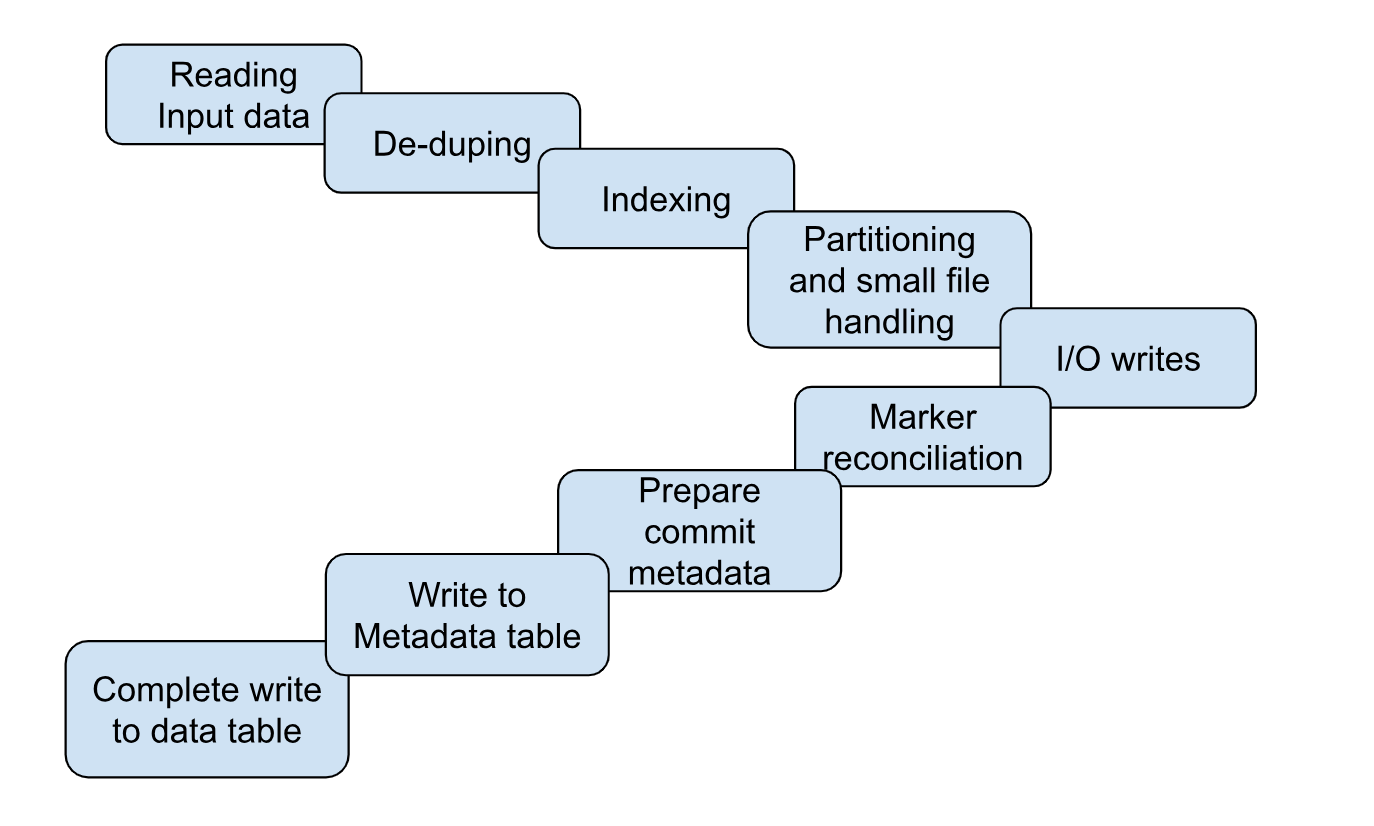 Reading
Input data
De-duping
Indexing
Partitioning
and small file
handling
I/O writes
Marker
reconciliation
Prepare
commit
metadata
Write to
Metadata table
Complete write
to data table